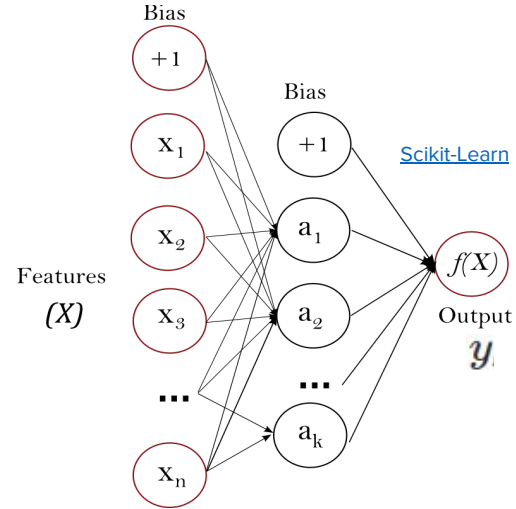 Bias
+1
x1
x2
x3
...
xn
Features
(X)
Bias
+1
a1
a2
...
ak
Scikit-Learn
f(X)
Output
y